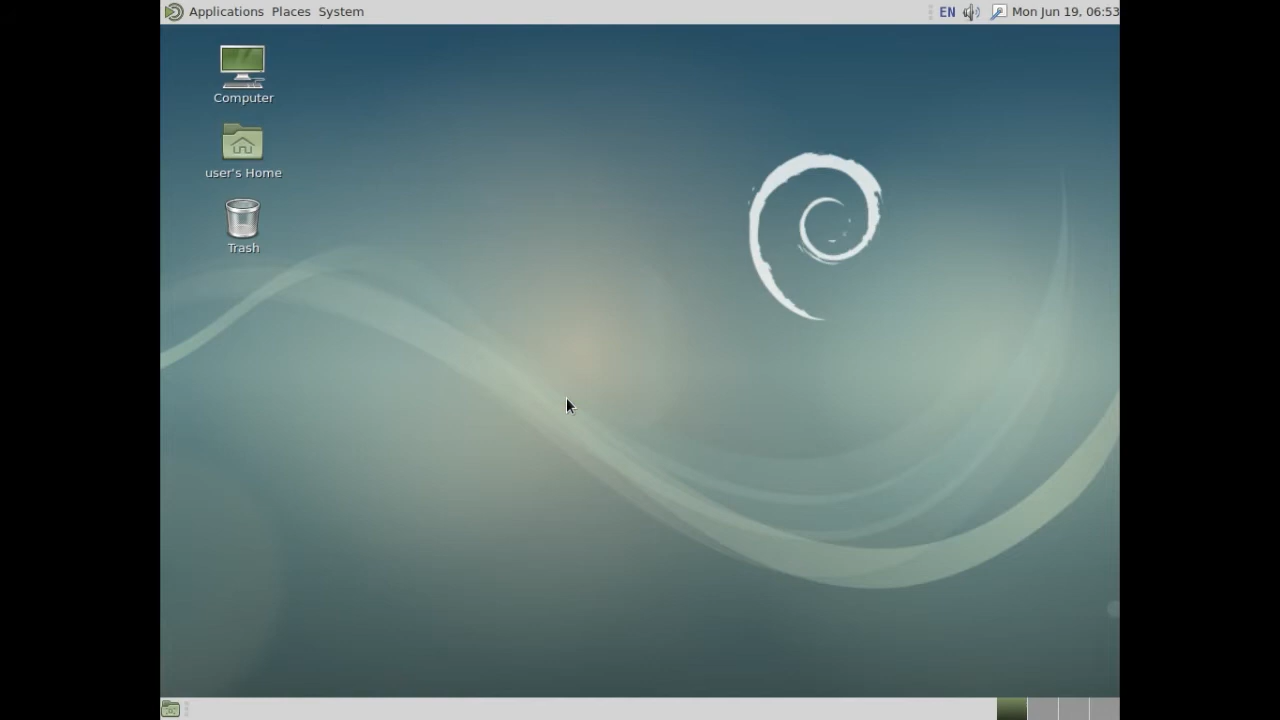 Applications Places System EN Mon Jun 19, 06:53
Computer
user's Home
Trash